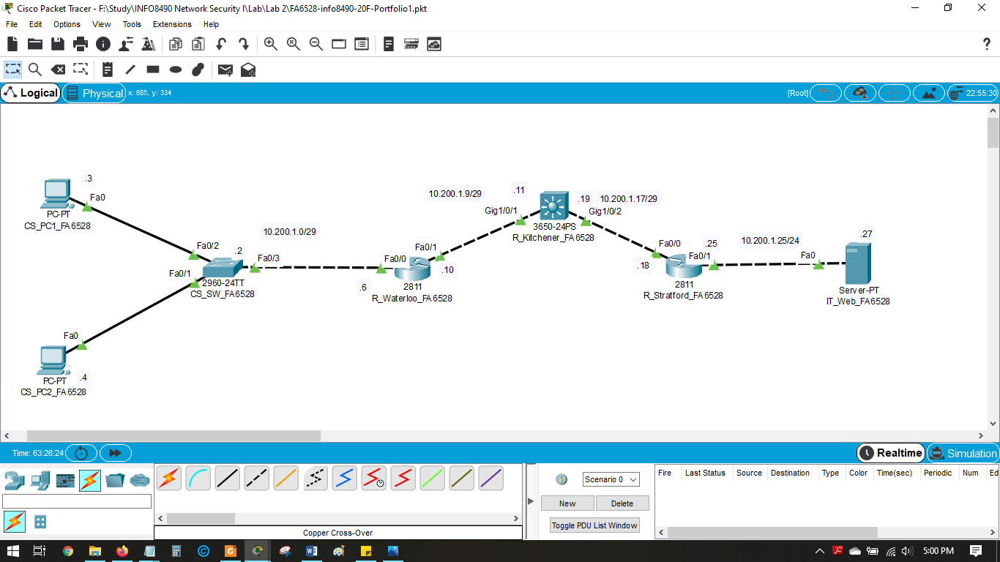 Cisco Packet Tracer - F:\Study\INFO8490 Network Security I\Lab\Lab 2\FA6528-info8490-20F-Portfolio1.pkt
File Edit Options View Tools Extensions Help
?
Logical Physical x: 685, y: 334 [Root] 22:55:30
.3
Fa0
PC-PT
CS_PC1_FA6528
10.200.1.9/29
.11
Gig1/0/1
.19
10.200.1.17/29
Gig1/0/2
3650-24PS
R_Kitchener_FA6528
10.200.1.0/29
Fa0/2
.2
Fa0/3
Fa0/1
2960-24TT
CS_SW_FA6528
Fa0/1
Fa0/0
.10
.6
2811
R_Waterloo_FA6528
Fa0/0
.25
Fa0/1
.18
2811
R_Stratford_FA6528
10.200.1.25/24
.27
Fa0
Server-PT
IT_Web_FA6528
Fa0
PC-PT
.4
CS_PC2_FA6528
Time: 63:26:24
Realtime Simulation
Scenario 0
New Delete
Toggle PDU List Window
Fire Last Status Source Destination Type Color Time(sec) Periodic Num Ed
Copper Cross-Over
5:00 PM